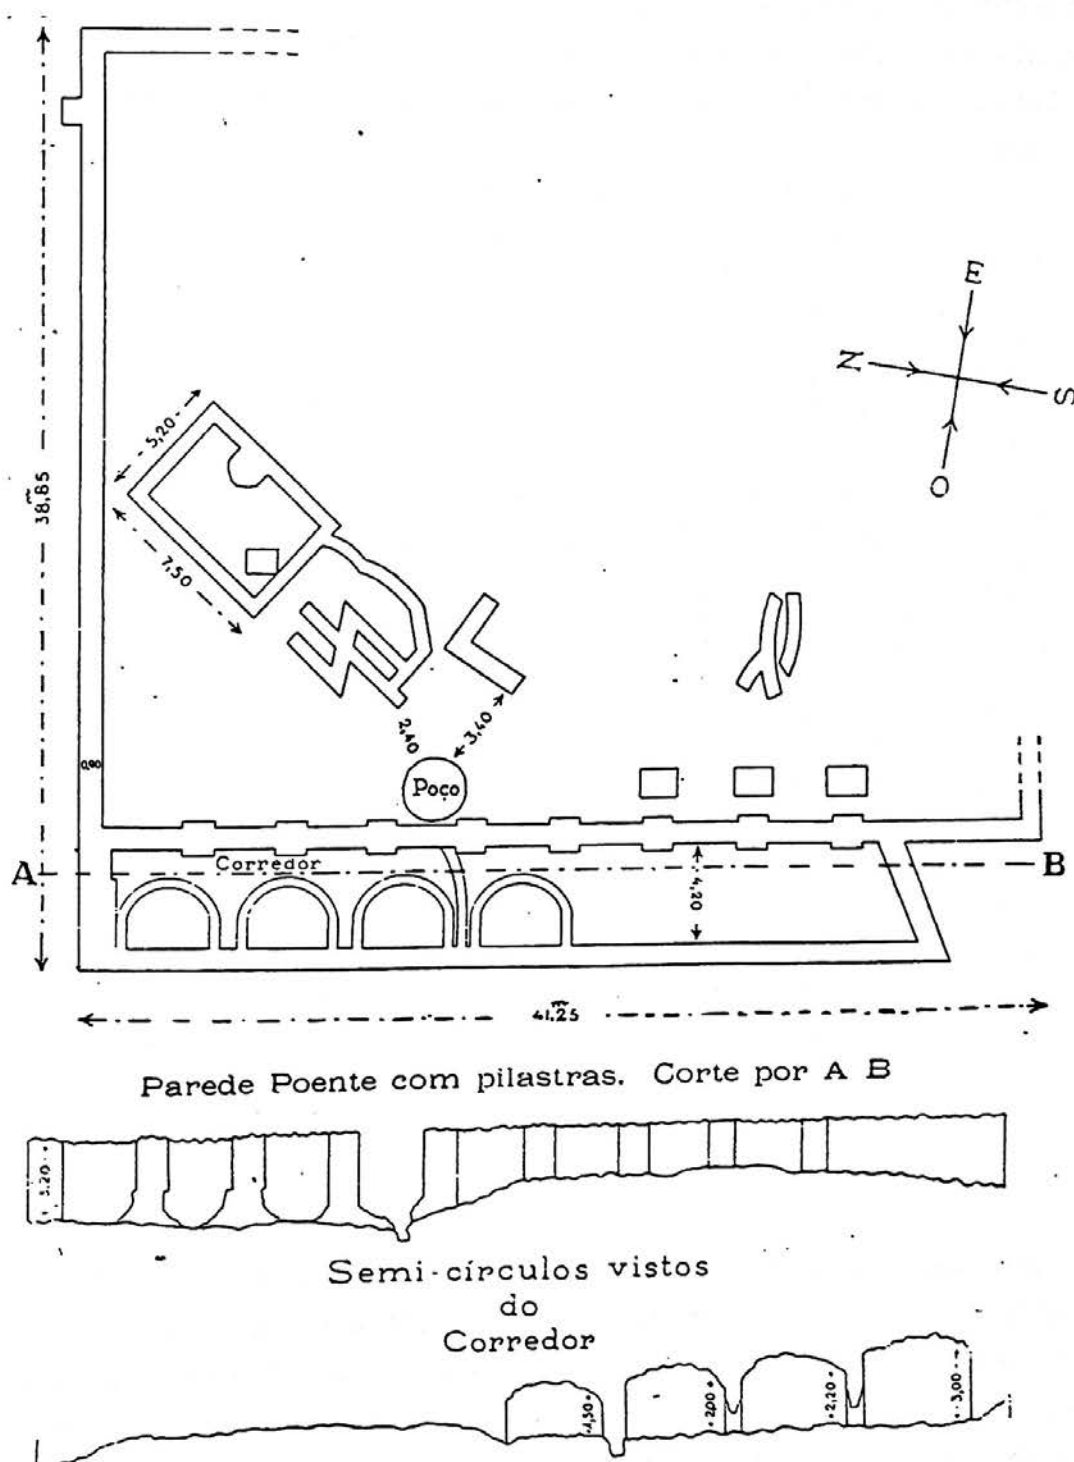 38,85
E
N
S
O
5,20
7,50
2,40
3,40
0,90
Poço
Corredor
A
B
4,20
41,25
Parede Poente com pilastras. Corte por A B
3,20
Semi-círculos vistos
do
Corredor
1,50
2,00
2,20
3,00